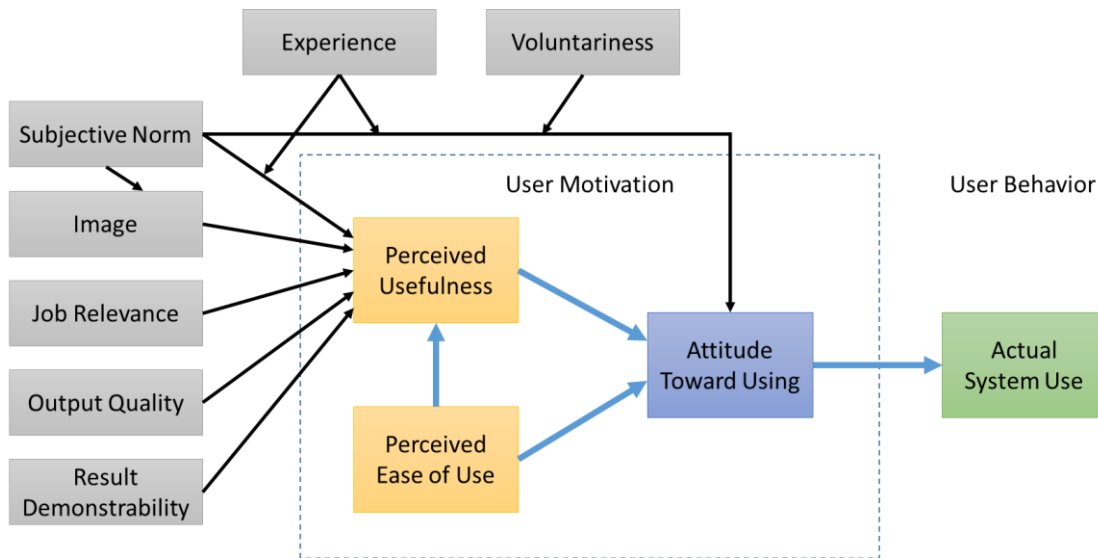 Experience
Voluntariness
Subjective Norm
User Motivation
User Behavior
Image
Perceived
Usefulness
Job Relevance
Attitude
Toward Using
Actual
System Use
Output Quality
Perceived
Ease of Use
Result
Demonstrability